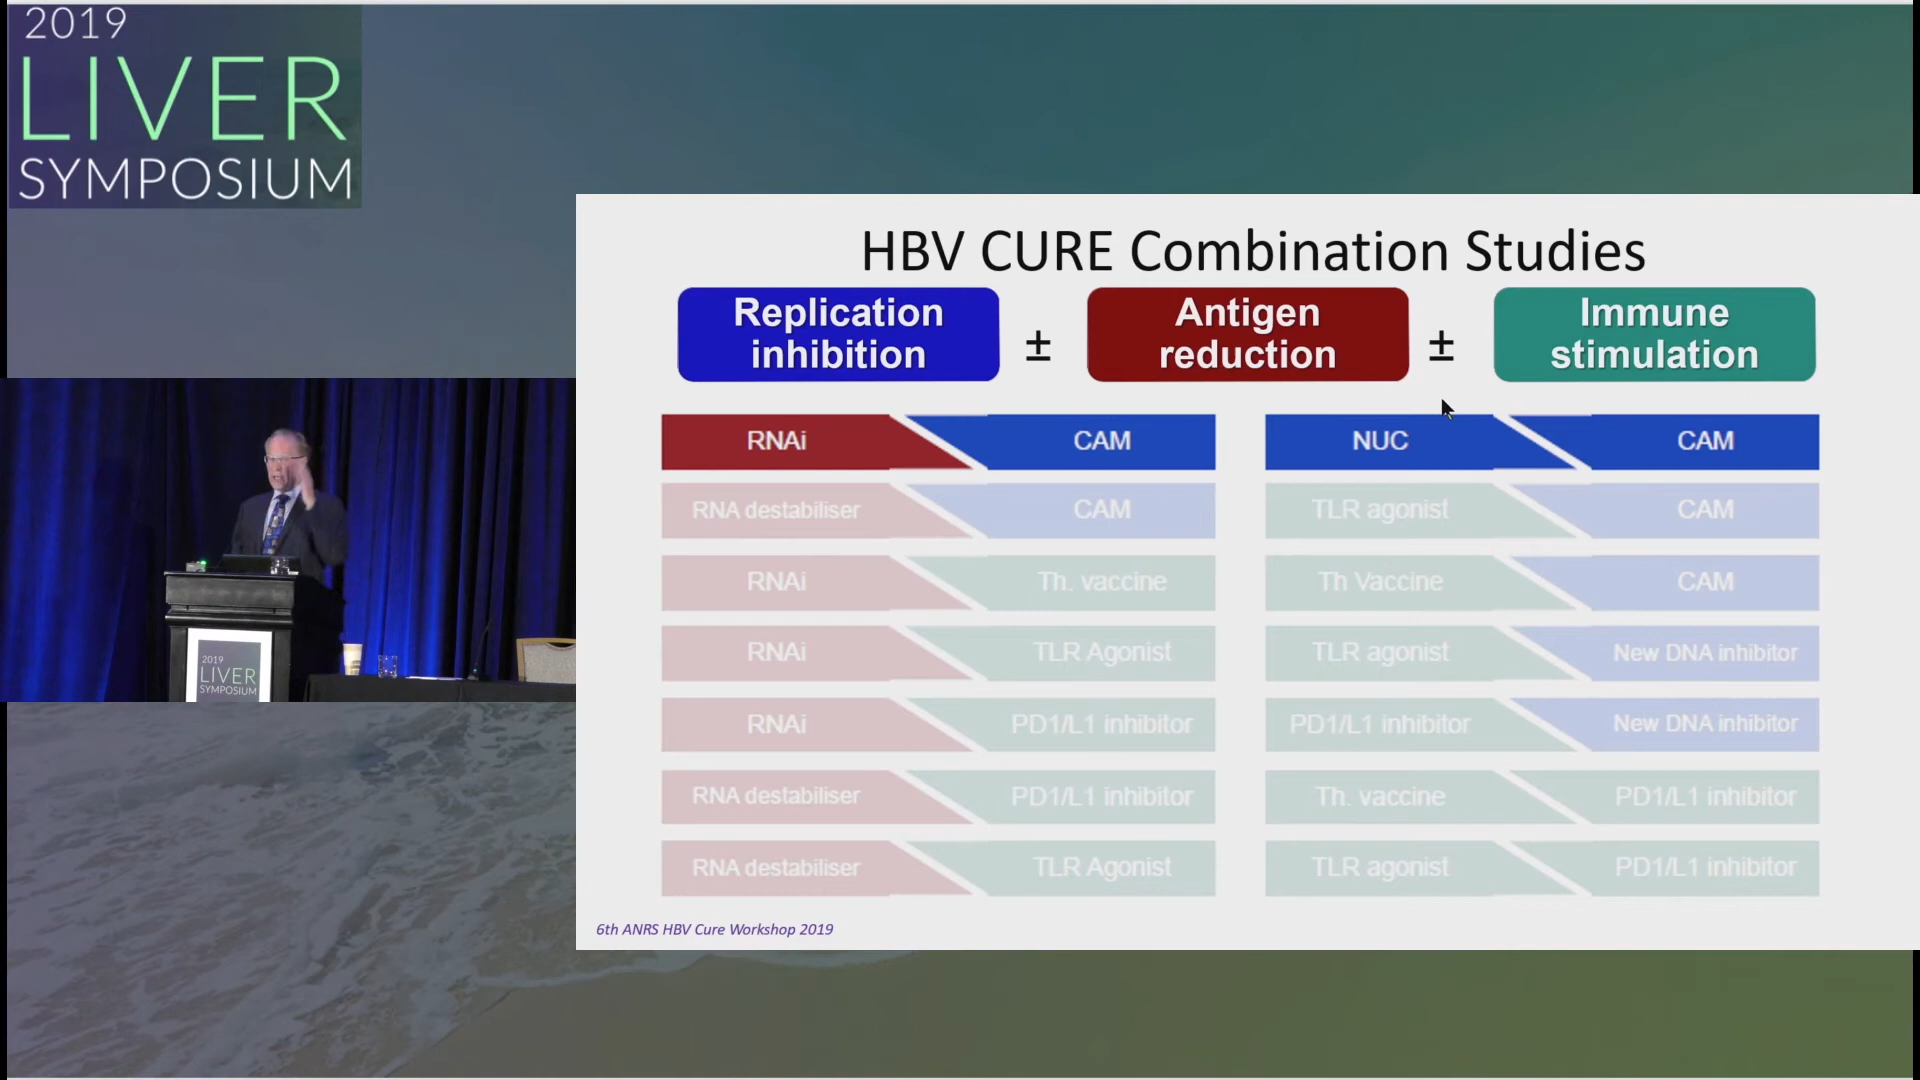 2019
LIVER
SYMPOSIUM
HBV CURE Combination Studies
Replication
inhibition
±
Antigen
reduction
±
Immune
stimulation
RNAi
CAM
NUC
CAM
RNA destabiliser
CAM
TLR agonist
CAM
RNAi
Th. vaccine
Th Vaccine
CAM
RNAi
TLR Agonist
TLR agonist
New DNA inhibitor
RNAi
PD1/L1 inhibitor
PD1/L1 inhibitor
New DNA inhibitor
RNA destabiliser
PD1/L1 inhibitor
Th. vaccine
PD1/L1 inhibitor
RNA destabiliser
TLR Agonist
TLR agonist
PD1/L1 inhibitor
6th ANRS HBV Cure Workshop 2019
2019
LIVER
SYMPOSIUM